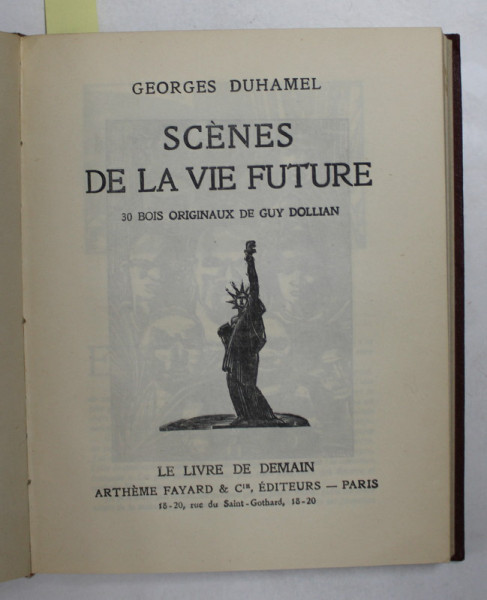 GEORGES DUHAMEL
SCÈNES
DE LA VIE FUTURE
30 BOIS ORIGINAUX DE GUY DOLLIAN
LE LIVRE DE DEMAIN
ARTHÈME FAYARD & Cᴵᴱ, ÉDITEURS — PARIS
18-20, rue du Saint-Gothard, 18-20